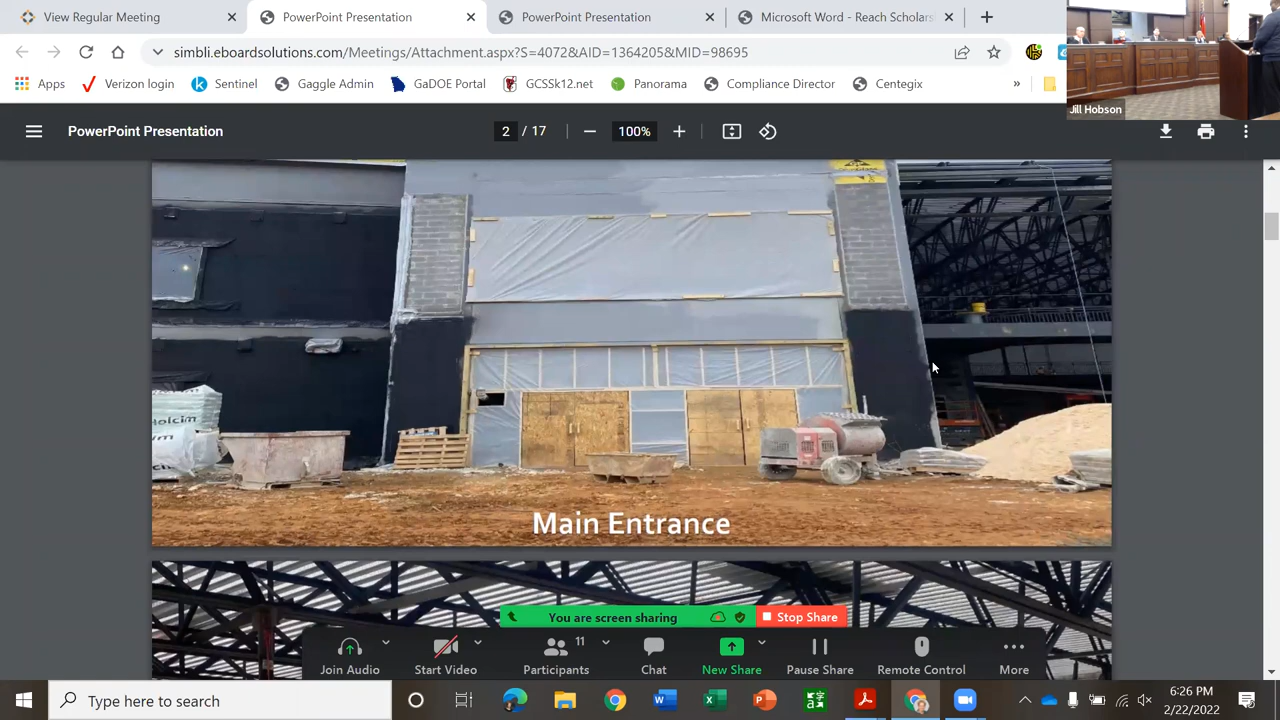 View Regular Meeting
PowerPoint Presentation
PowerPoint Presentation
Microsoft Word - Reach Scholars
simbli.eboardsolutions.com/Meetings/Attachment.aspx?S=4072&AID=1364205&MID=98695
Apps
Verizon login
Sentinel
Gaggle Admin
GaDOE Portal
GCSSk12.net
Panorama
Compliance Director
Centegix
»
Jill Hobson
PowerPoint Presentation
2 / 17
100%
Main Entrance
You are screen sharing
Stop Share
Join Audio
Start Video
Participants
11
Chat
New Share
Pause Share
Remote Control
More
Type here to search
6:26 PM
2/22/2022